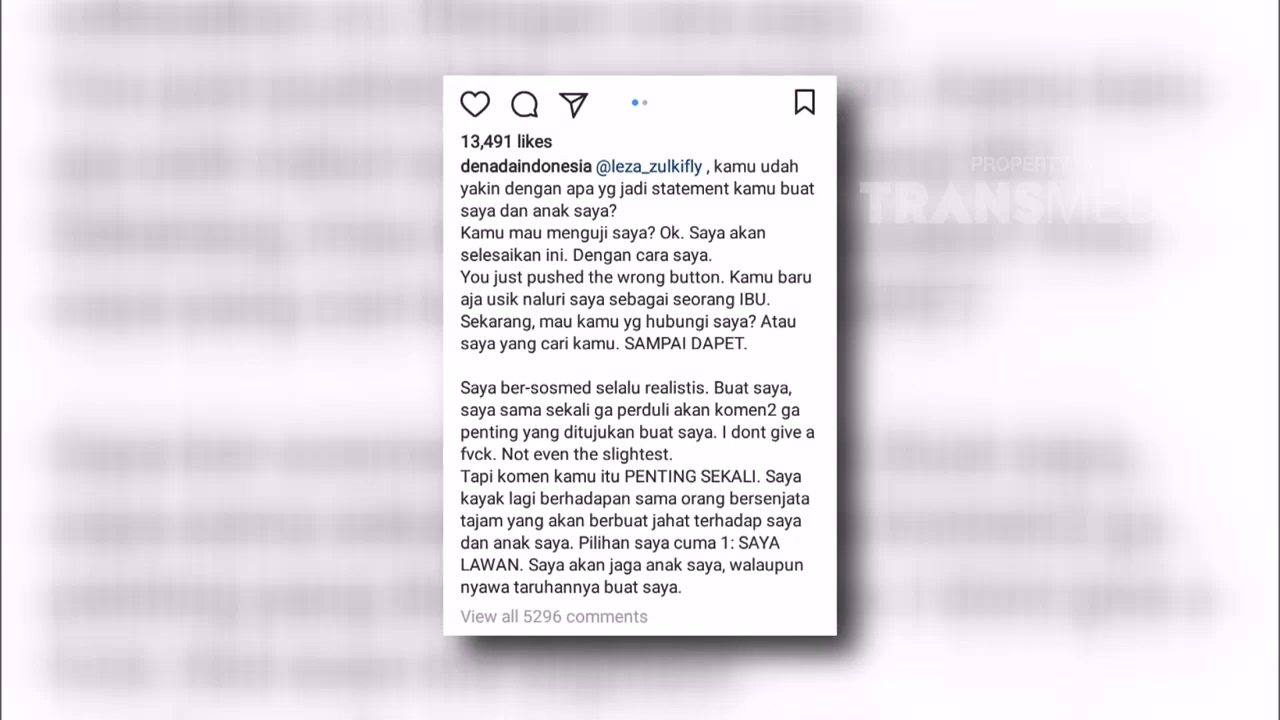 13,491 likes
denadaindonesia @leza_zulkifly , kamu udah
yakin dengan apa yg jadi statement kamu buat
saya dan anak saya?
Kamu mau menguji saya? Ok. Saya akan
selesaikan ini. Dengan cara saya.
You just pushed the wrong button. Kamu baru
aja usik naluri saya sebagai seorang IBU.
Sekarang, mau kamu yg hubungi saya? Atau
saya yang cari kamu. SAMPAI DAPET.
Saya ber-sosmed selalu realistis. Buat saya,
saya sama sekali ga perduli akan komen2 ga
penting yang ditujukan buat saya. I dont give a
fvck. Not even the slightest.
Tapi komen kamu itu PENTING SEKALI. Saya
kayak lagi berhadapan sama orang bersenjata
tajam yang akan berbuat jahat terhadap saya
dan anak saya. Pilihan saya cuma 1: SAYA
LAWAN. Saya akan jaga anak saya, walaupun
nyawa taruhannya buat saya.
View all 5296 comments
PROPERTY
TRANSMED